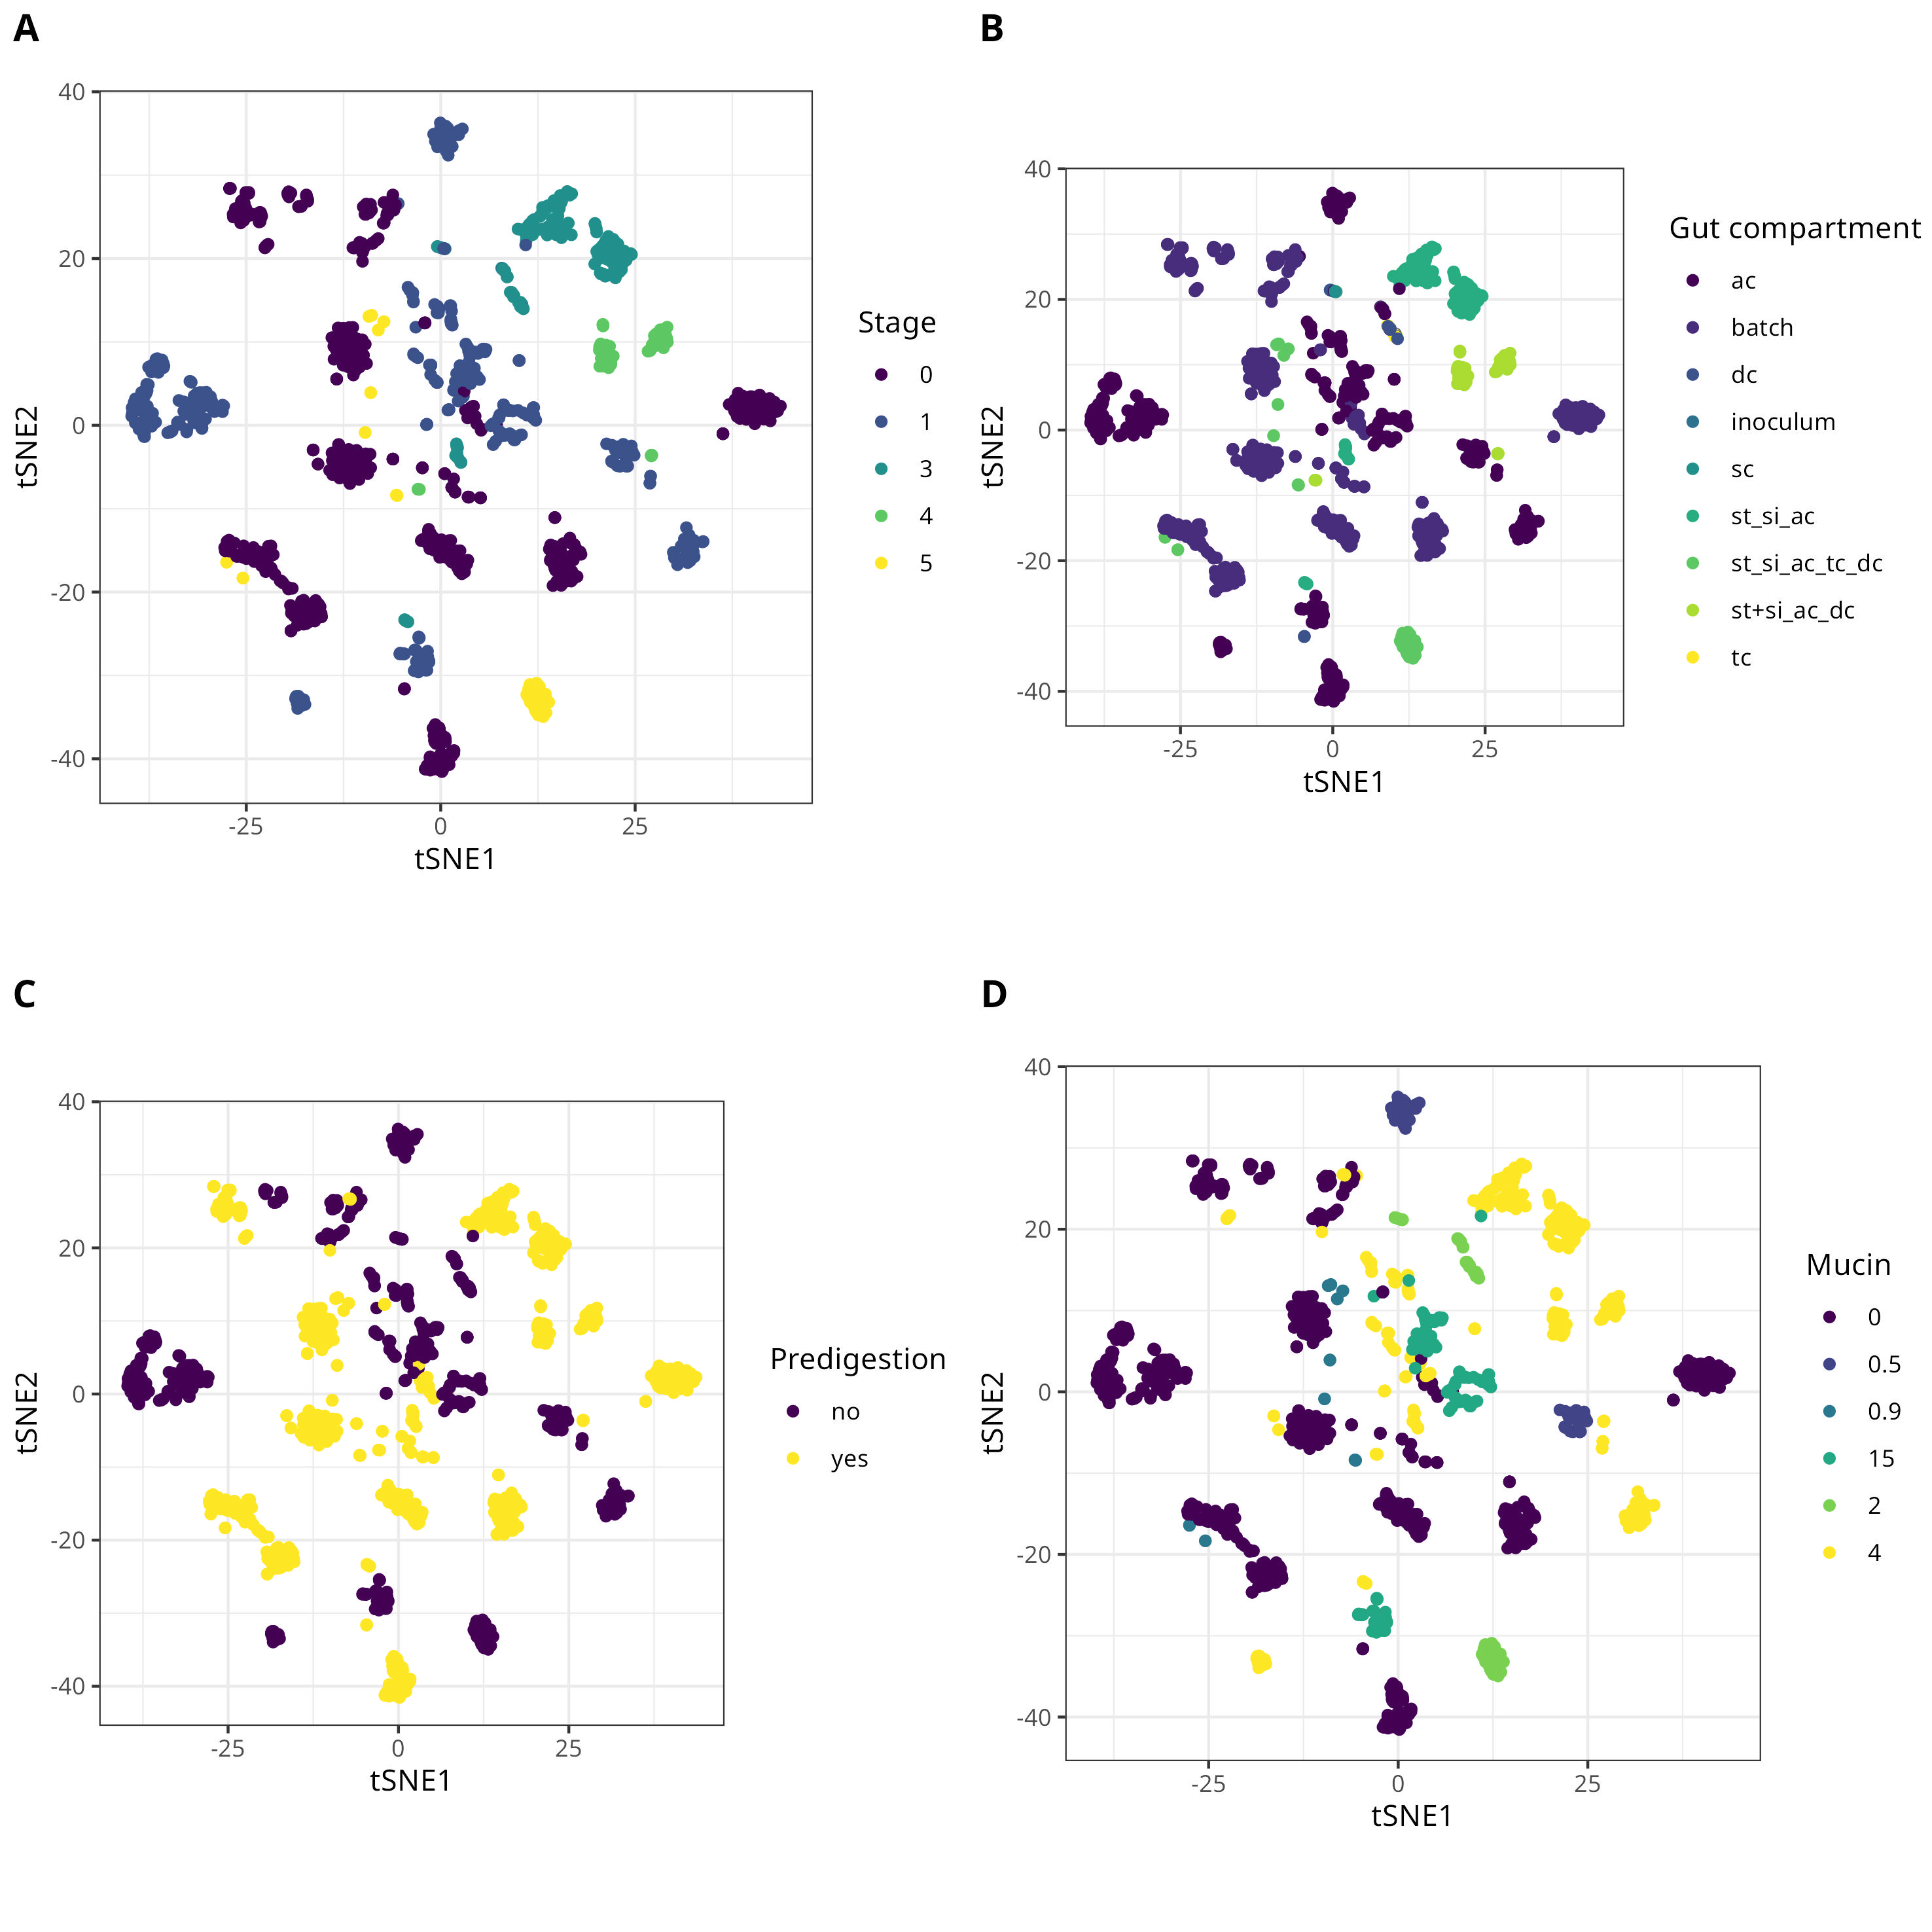 A
40
20
0
-20
-40
-25
0
25
tSNE1
tSNE2
Stage
0
1
3
4
5
B
40
20
0
-20
-40
-25
0
25
tSNE1
tSNE2
Gut compartment
ac
batch
dc
inoculum
sc
st_si_ac
st_si_ac_tc_dc
st+si_ac_dc
tc
C
40
20
0
-20
-40
-25
0
25
tSNE1
tSNE2
Predigestion
no
yes
D
40
20
0
-20
-40
-25
0
25
tSNE1
tSNE2
Mucin
0
0.5
0.9
15
2
4